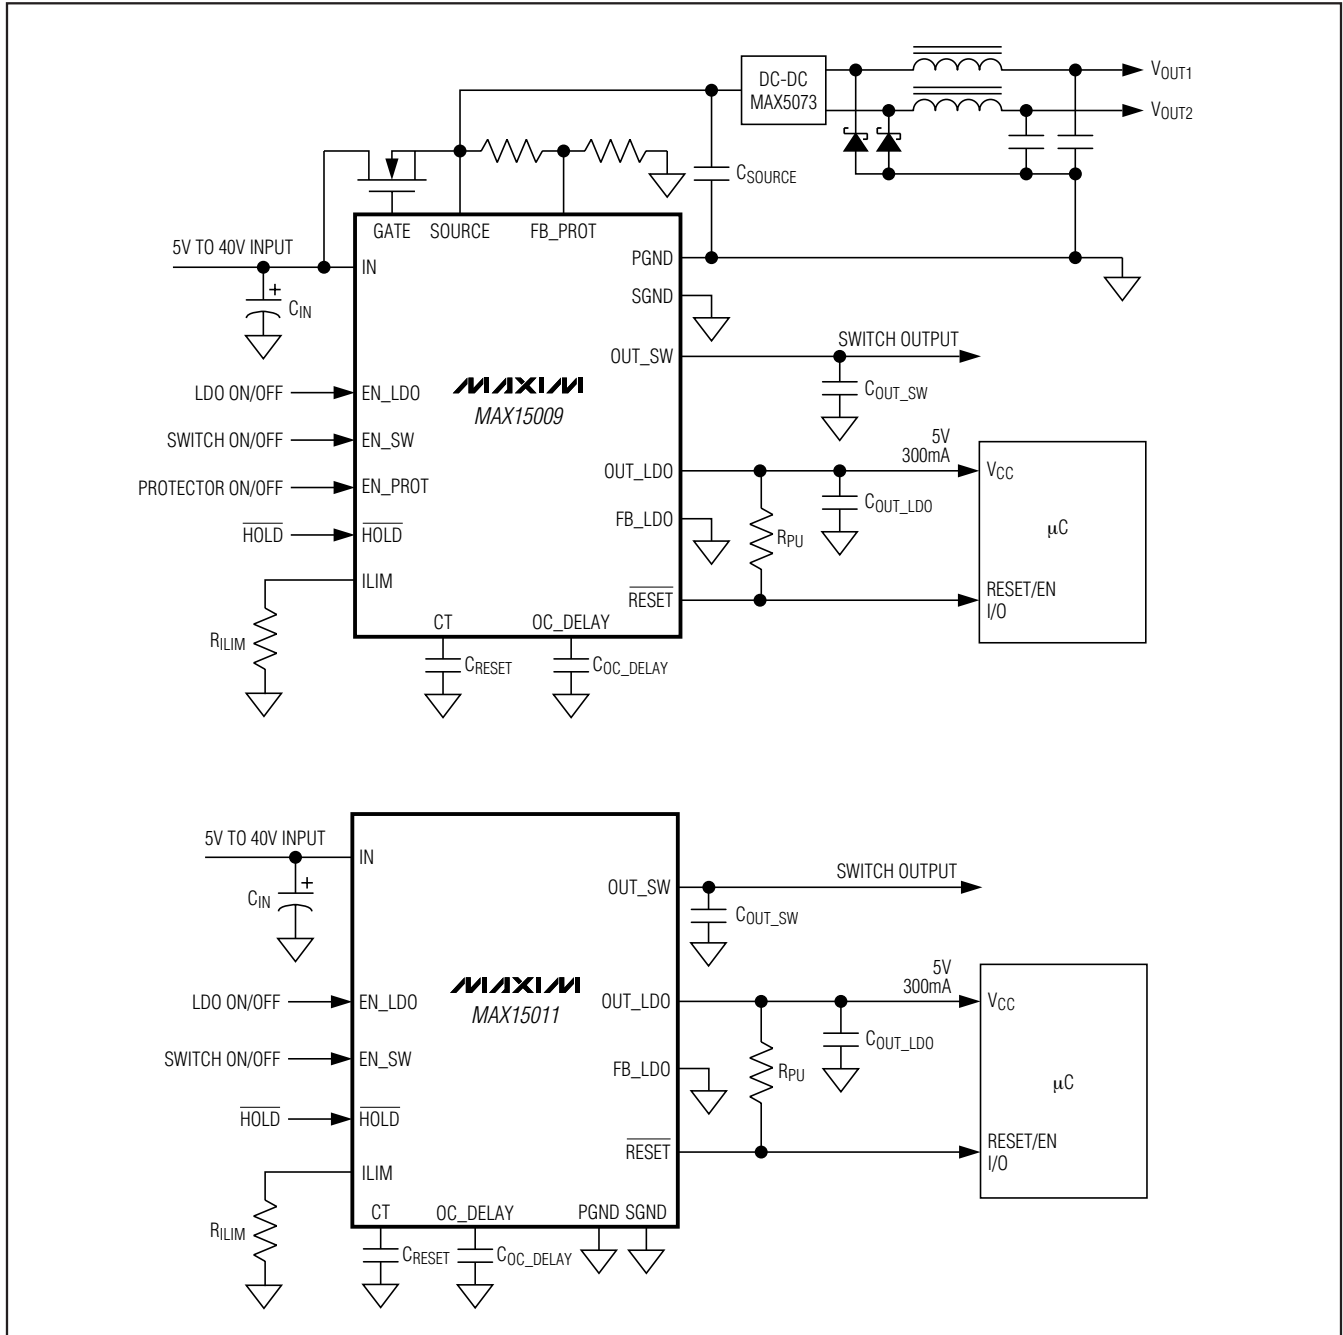 DC-DC
MAX5073
VOUT1
VOUT2
CSOURCE
GATE SOURCE FB_PROT
5V TO 40V INPUT
IN
CIN
PGND
SGND
OUT_SW
SWITCH OUTPUT
COUT_SW
LDO ON/OFF
EN_LDO
MAXIM
MAX15009
SWITCH ON/OFF
EN_SW
PROTECTOR ON/OFF
EN_PROT
HOLD
HOLD
ILIM
RILIM
OUT_LDO
5V
300mA
VCC
COUT_LDO
FB_LDO
RPU
µC
RESET
RESET/EN
I/O
CT
OC_DELAY
CRESET
COC_DELAY
5V TO 40V INPUT
IN
CIN
OUT_SW
SWITCH OUTPUT
COUT_SW
MAXIM
MAX15011
LDO ON/OFF
EN_LDO
SWITCH ON/OFF
EN_SW
HOLD
HOLD
ILIM
RILIM
OUT_LDO
5V
300mA
VCC
COUT_LDO
FB_LDO
RPU
µC
RESET
RESET/EN
I/O
CT
OC_DELAY
PGND SGND
CRESET
COC_DELAY